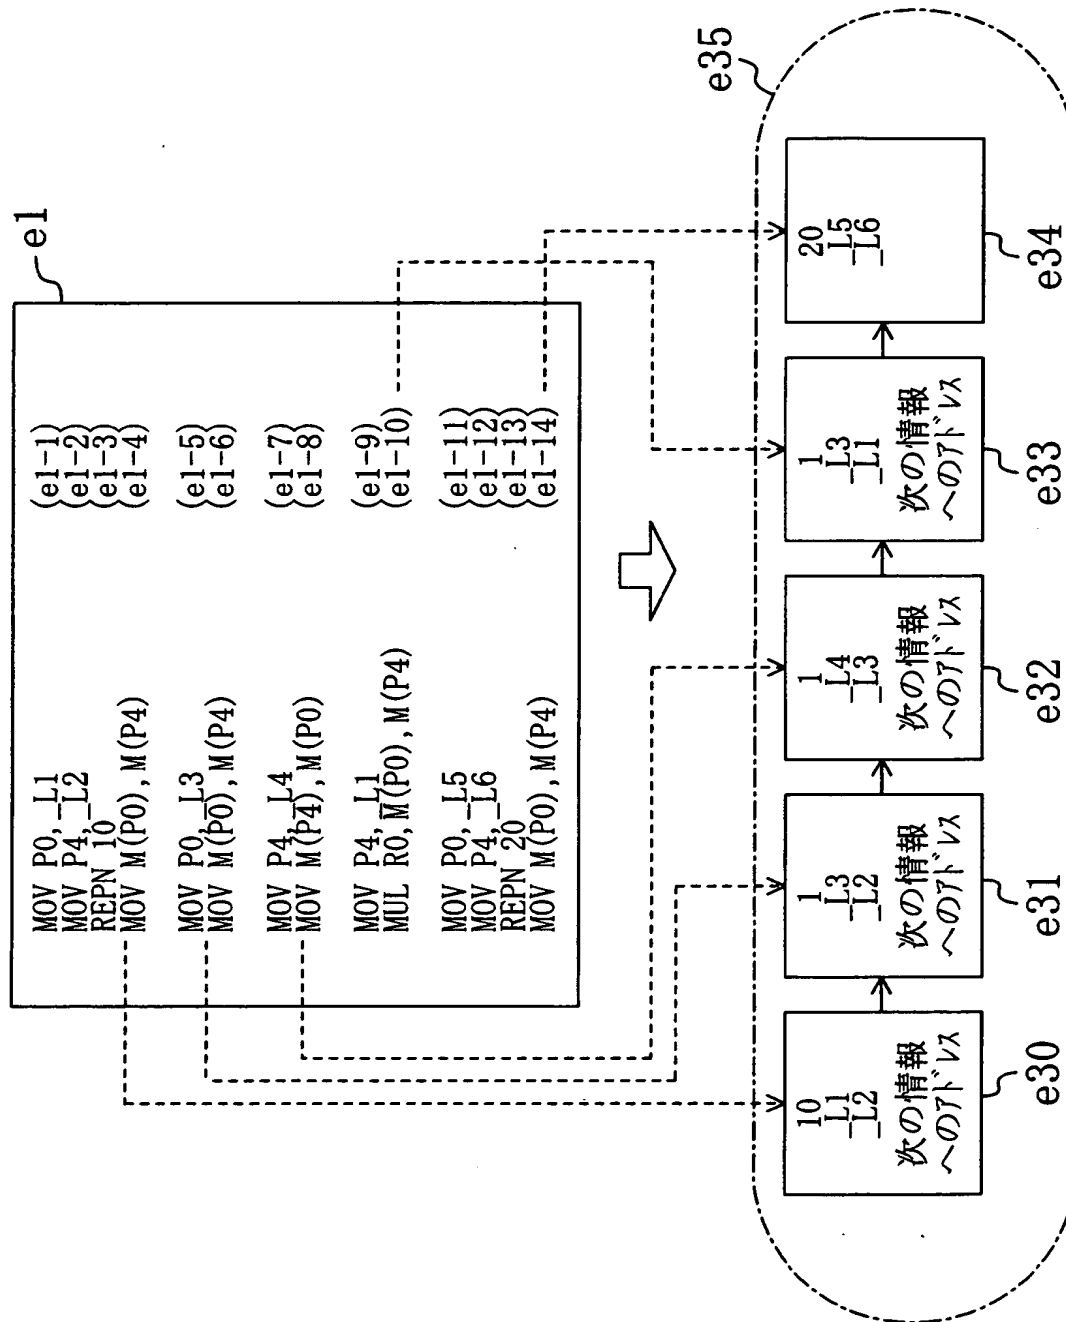 e1
MOV P0,_L1 (e1-1)
MOV P4,_L2 (e1-2)
REPN 10 (e1-3)
MOV M(P0),M(P4) (e1-4)
MOV P0,_L3 (e1-5)
MOV M(P0),M(P4) (e1-6)
MOV P4,_L4 (e1-7)
MOV M(P4),M(P0) (e1-8)
MOV P4,_L1 (e1-9)
MUL R0,M(P0),M(P4) (e1-10)
MOV P0,_L5 (e1-11)
MOV P4,_L6 (e1-12)
REPN 20 (e1-13)
MOV M(P0),M(P4) (e1-14)
e35
10
_L1
_L2
次の情報
へのアドレス
e30
1
_L3
_L2
次の情報
へのアドレス
e31
1
_L4
_L3
次の情報
へのアドレス
e32
1
_L3
_L1
次の情報
へのアドレス
e33
20
_L5
_L6
e34